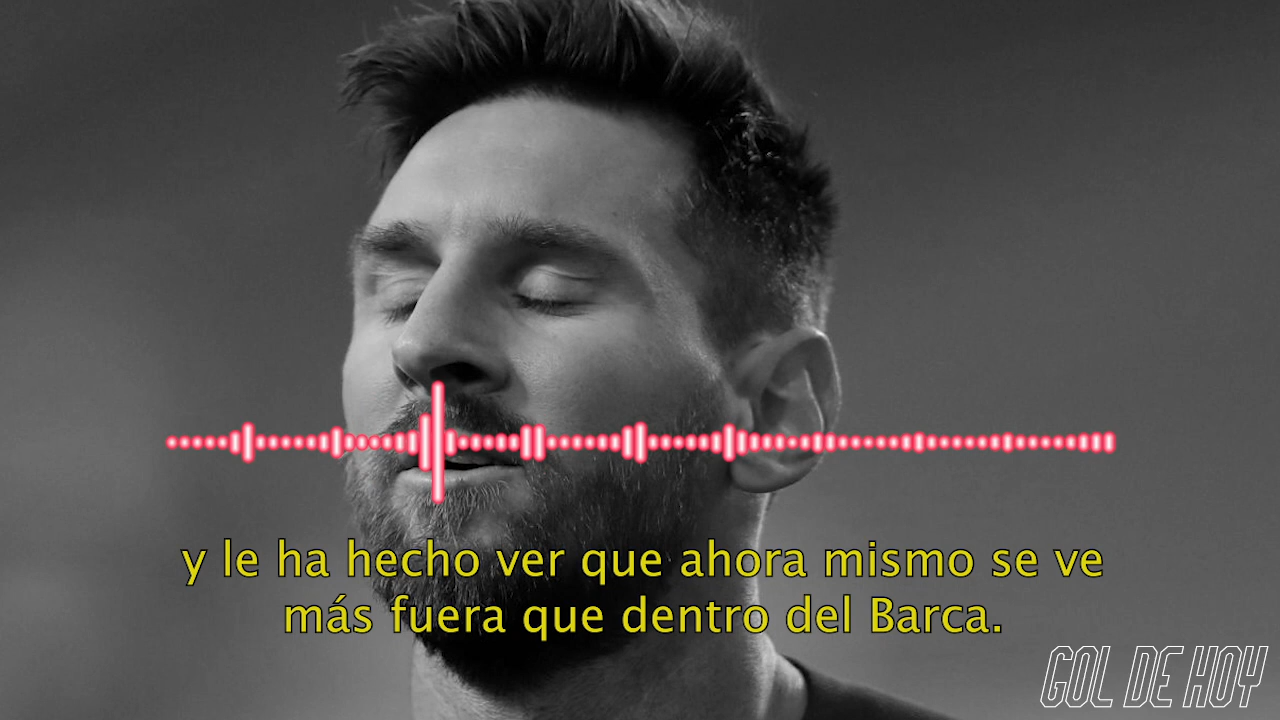 y le ha hecho ver que ahora mismo se ve
más fuera que dentro del Barca.
GOL DE HOY